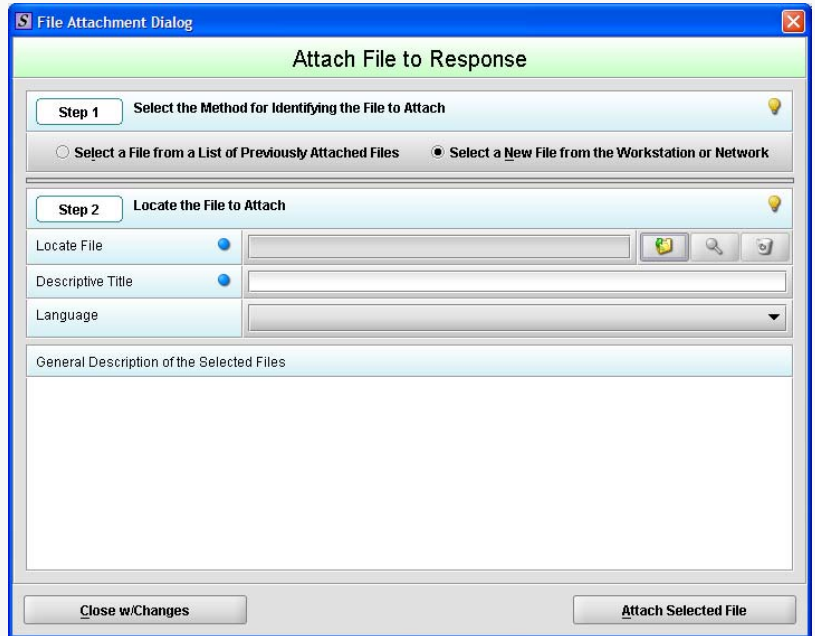 S File Attachment Dialog
Attach File to Response
Step 1 Select the Method for Identifying the File to Attach
Select a File from a List of Previously Attached Files Select a New File from the Workstation or Network
Step 2 Locate the File to Attach
Locate File
Descriptive Title
Language
General Description of the Selected Files
Close w/Changes Attach Selected File